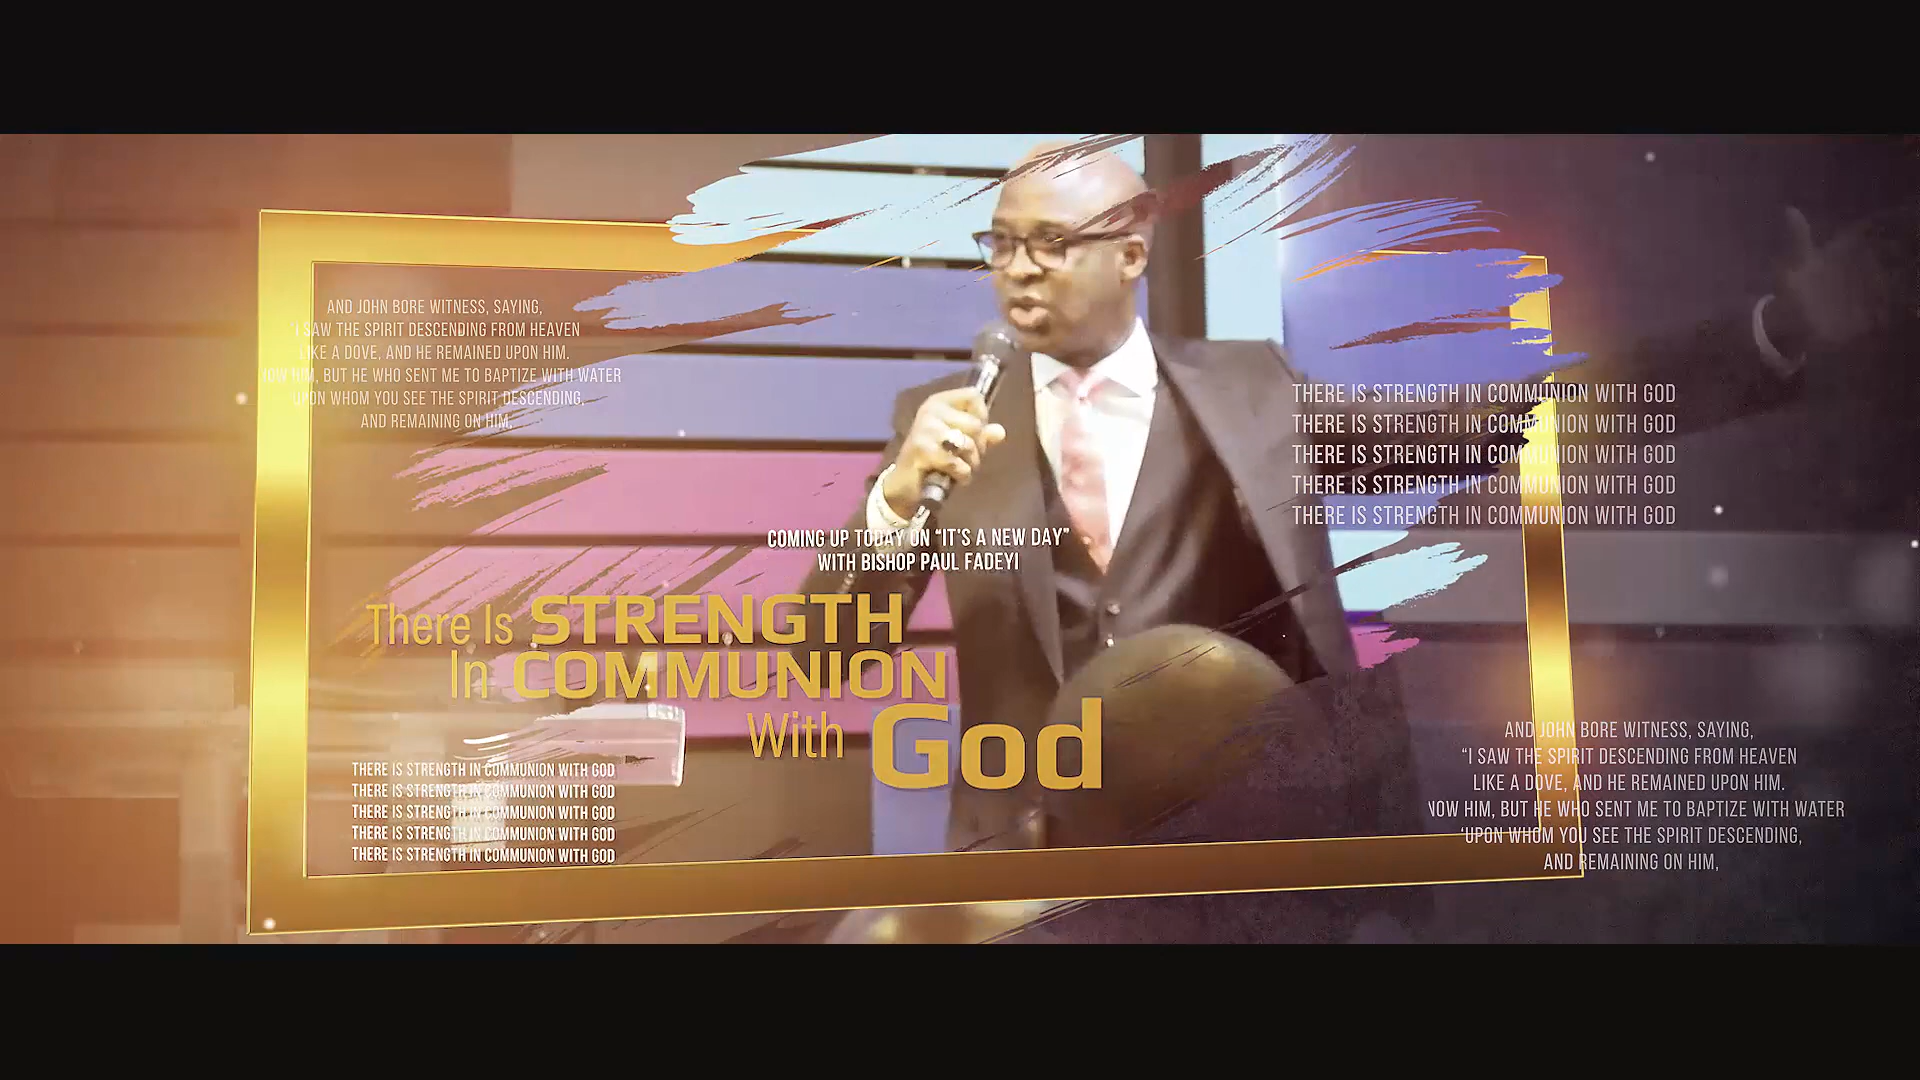 AND JOHN BORE WITNESS, SAYING,
"I SAW THE SPIRIT DESCENDING FROM HEAVEN
LIKE A DOVE, AND HE REMAINED UPON HIM.
HIM, BUT HE WHO SENT ME TO BAPTIZE WITH WATER
UPON WHOM YOU SEE THE SPIRIT DESCENDING,
AND REMAINING ON HIM,
THERE IS STRENGTH IN COMMUNION WITH GOD
THERE IS STRENGTH IN COMMUNION WITH GOD
THERE IS STRENGTH IN COMMUNION WITH GOD
THERE IS STRENGTH IN COMMUNION WITH GOD
THERE IS STRENGTH IN COMMUNION WITH GOD
COMING UP TODAY ON "IT'S A NEW DAY"
WITH BISHOP PAUL FADEYI
There Is STRENGTH
In COMMUNION
With God
THERE IS STRENGTH IN COMMUNION WITH GOD
THERE IS STRENGTH IN COMMUNION WITH GOD
THERE IS STRENGTH IN COMMUNION WITH GOD
THERE IS STRENGTH IN COMMUNION WITH GOD
THERE IS STRENGTH IN COMMUNION WITH GOD
AND JOHN BORE WITNESS, SAYING,
"I SAW THE SPIRIT DESCENDING FROM HEAVEN
LIKE A DOVE, AND HE REMAINED UPON HIM.
HIM, BUT HE WHO SENT ME TO BAPTIZE WITH WATER
'UPON WHOM YOU SEE THE SPIRIT DESCENDING,
AND REMAINING ON HIM,